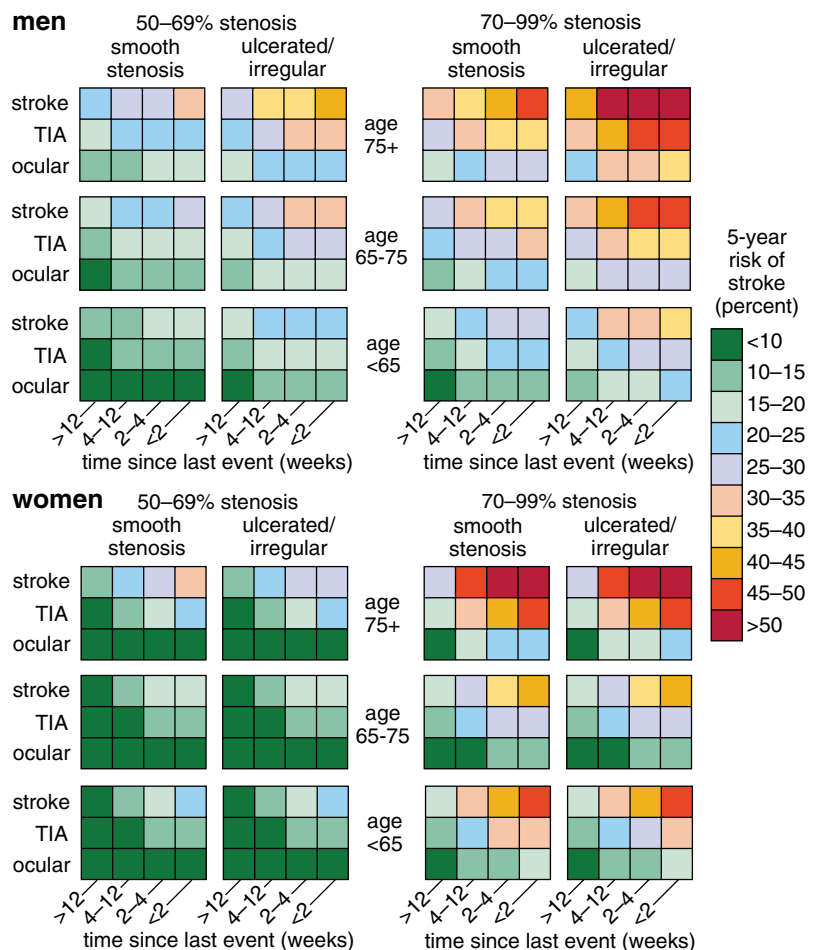 men
50–69% stenosis
70–99% stenosis
smooth
stenosis
ulcerated/
irregular
smooth
stenosis
ulcerated/
irregular
stroke
TIA
ocular
age
75+
stroke
TIA
ocular
age
65-75
stroke
TIA
ocular
age
<65
>12
4–12
2–4
<2
>12
4–12
2–4
<2
>12
4–12
2–4
<2
>12
4–12
2–4
<2
time since last event (weeks)
time since last event (weeks)
5-year
risk of
stroke
(percent)
<10
10–15
15–20
20–25
25–30
30–35
35–40
40–45
45–50
>50
women
50–69% stenosis
70–99% stenosis
smooth
stenosis
ulcerated/
irregular
smooth
stenosis
ulcerated/
irregular
stroke
TIA
ocular
age
75+
stroke
TIA
ocular
age
65-75
stroke
TIA
ocular
age
<65
>12
4–12
2–4
<2
>12
4–12
2–4
<2
>12
4–12
2–4
<2
>12
4–12
2–4
<2
time since last event (weeks)
time since last event (weeks)